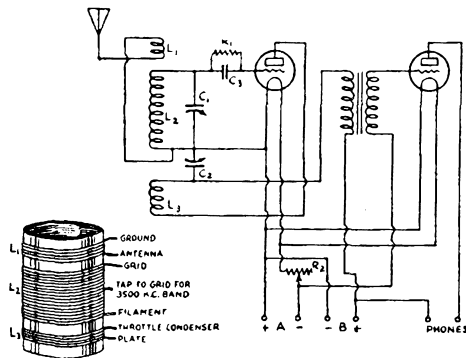 L1
R1
C3
C1
L2
C2
L3
R2
+ A - - B + PHONES
L1
L2
L3
GROUND
ANTENNA
GRID
TAP TO GRID FOR
3500 K.C. BAND
FILAMENT
THROTTLE CONDENSER
PLATE